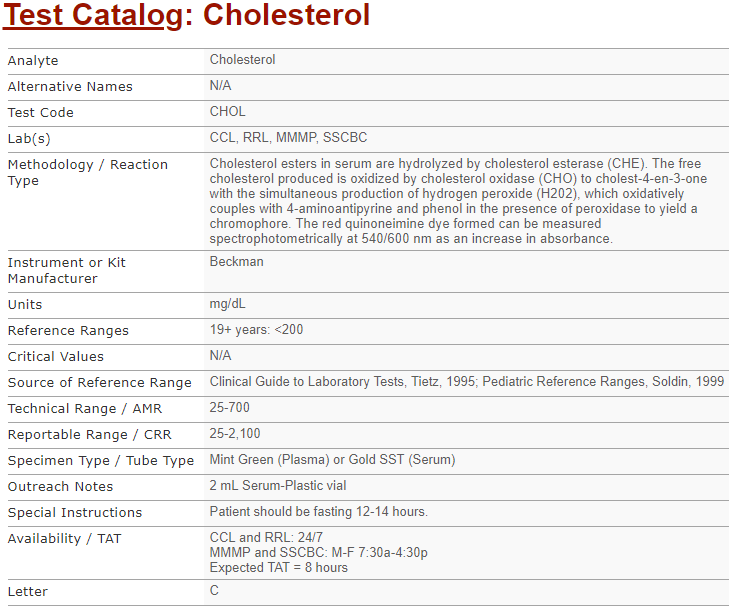 Test Catalog: Cholesterol
Analyte Cholesterol
Alternative Names N/A
Test Code CHOL
Lab(s) CCL, RRL, MMMP, SSCBC
Methodology / Reaction Type
Cholesterol esters in serum are hydrolyzed by cholesterol esterase (CHE). The free
cholesterol produced is oxidized by cholesterol oxidase (CHO) to cholest-4-en-3-one
with the simultaneous production of hydrogen peroxide (H202), which oxidatively
couples with 4-aminoantipyrine and phenol in the presence of peroxidase to yield a
chromophore. The red quinoneimine dye formed can be measured
spectrophotometrically at 540/600 nm as an increase in absorbance.
Instrument or Kit
Manufacturer
Beckman
Units mg/dL
Reference Ranges 19+ years: <200
Critical Values N/A
Source of Reference Range Clinical Guide to Laboratory Tests, Tietz, 1995; Pediatric Reference Ranges, Soldin, 1999
Technical Range / AMR 25-700
Reportable Range / CRR 25-2,100
Specimen Type / Tube Type Mint Green (Plasma) or Gold SST (Serum)
Outreach Notes 2 mL Serum-Plastic vial
Special Instructions Patient should be fasting 12-14 hours.
Availability / TAT CCL and RRL: 24/7
MMMP and SSCBC: M-F 7:30a-4:30p
Expected TAT = 8 hours
Letter C